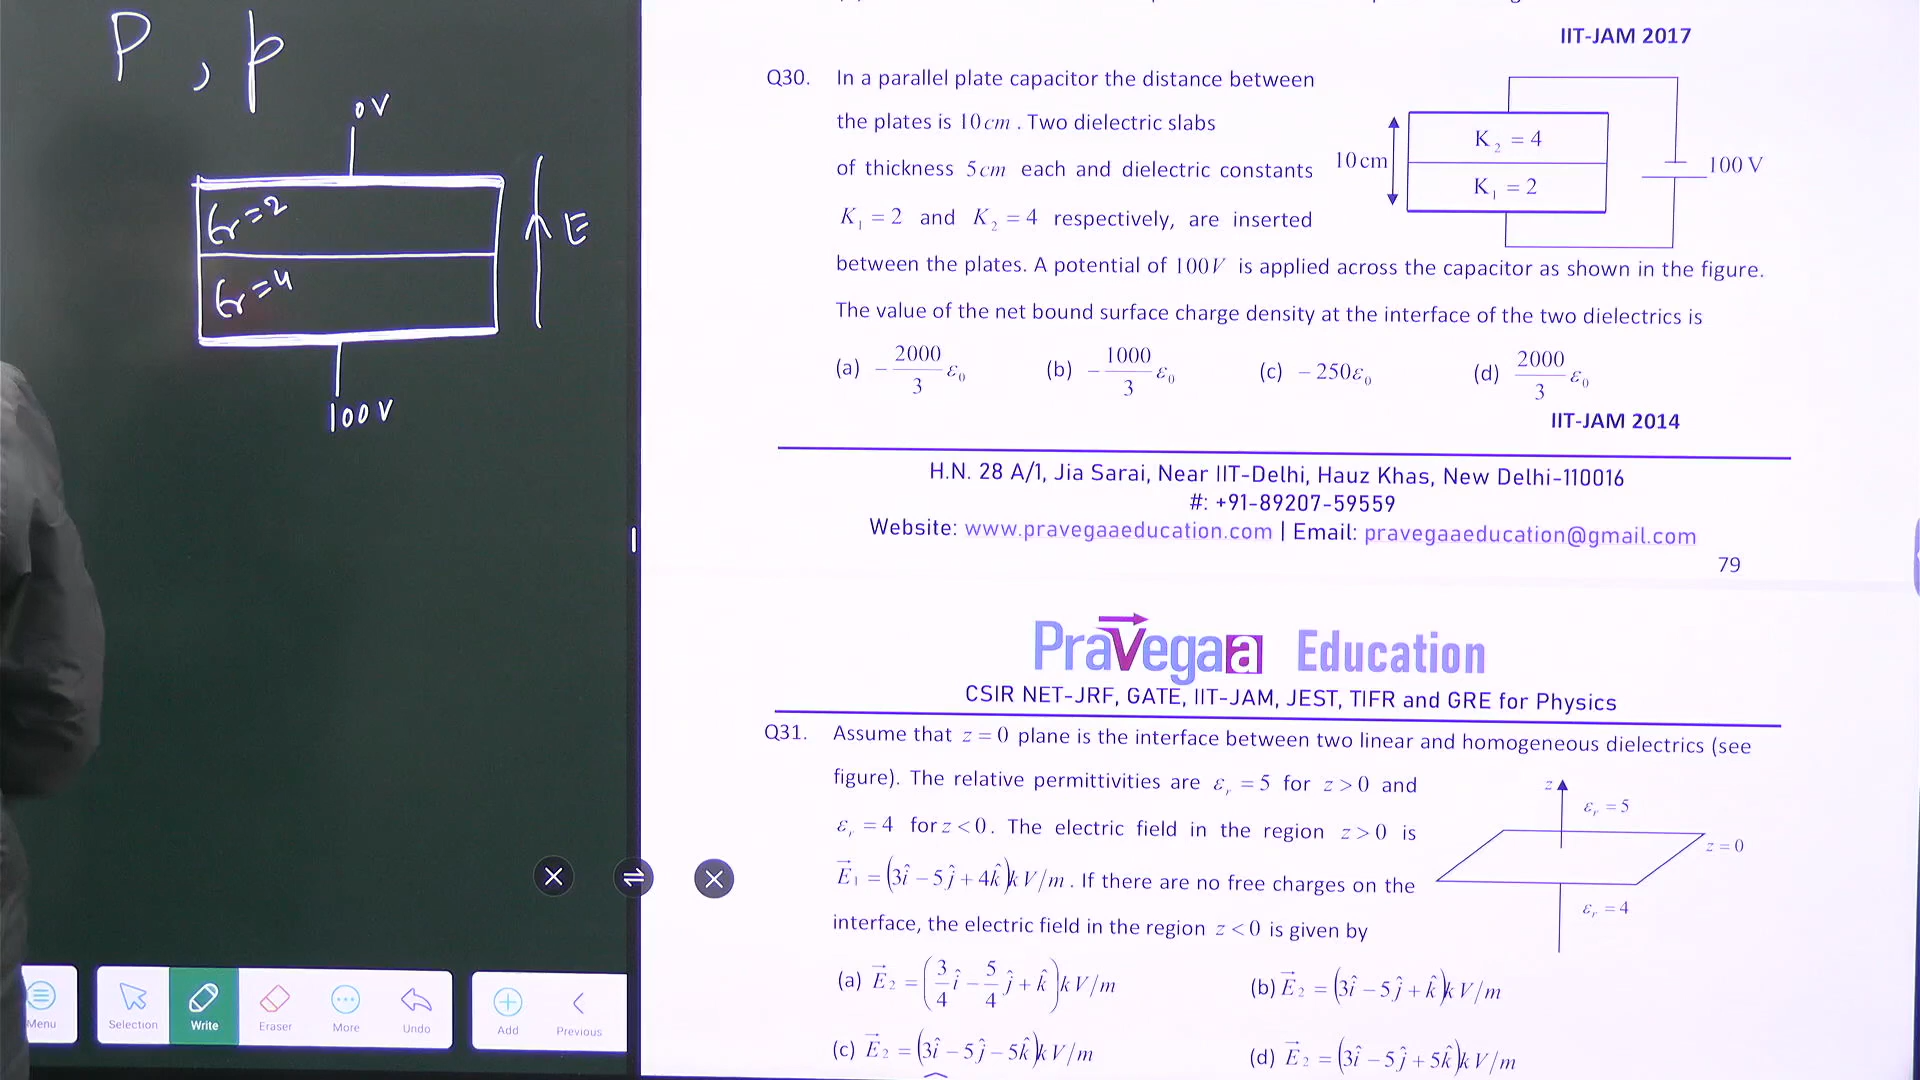 P , p
0V
εr=2
εr=4
E
100V
IIT-JAM 2017
Q30. In a parallel plate capacitor the distance between
the plates is 10cm . Two dielectric slabs
of thickness 5cm each and dielectric constants
K₁ = 2 and K₂ = 4 respectively, are inserted
between the plates. A potential of 100V is applied across the capacitor as shown in the figure.
The value of the net bound surface charge density at the interface of the two dielectrics is
10cm
K₂ = 4
K₁ = 2
100 V
(a) − 2000/3 ε₀ (b) − 1000/3 ε₀ (c) − 250ε₀ (d) 2000/3 ε₀
IIT-JAM 2014
H.N. 28 A/1, Jia Sarai, Near IIT-Delhi, Hauz Khas, New Delhi-110016
#: +91-89207-59559
Website: www.pravegaaeducation.com | Email: pravegaaeducation@gmail.com
79
Pravegaa Education
CSIR NET-JRF, GATE, IIT-JAM, JEST, TIFR and GRE for Physics
Q31. Assume that z = 0 plane is the interface between two linear and homogeneous dielectrics (see
figure). The relative permittivities are εr = 5 for z > 0 and
εr = 4 for z < 0. The electric field in the region z > 0 is
E⃗₁ = (3î − 5ĵ + 4k̂)kV/m . If there are no free charges on the
interface, the electric field in the region z < 0 is given by
z
εr = 5
z = 0
εr = 4
(a) E⃗₂ = (3/4 î − 5/4 ĵ + k̂)kV/m (b) E⃗₂ = (3î − 5ĵ + k̂)kV/m
(c) E⃗₂ = (3î − 5ĵ − 5k̂)kV/m (d) E⃗₂ = (3î − 5ĵ + 5k̂)kV/m
Menu
Selection
Write
Eraser
More
Undo
Add
Previous